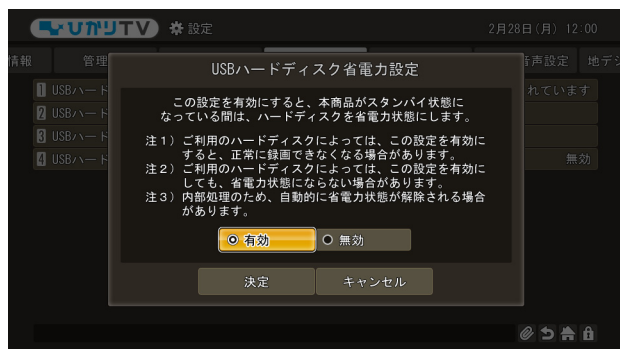 ひかりTV 設定 2月28日(月) 12:00
情報 管理 音声設定 地デジ
USBハードディスク省電力設定
1 USBハード れています
2 USBハード
3 USBハード
4 USBハード 無効
この設定を有効にすると、本商品がスタンバイ状態に
なっている間は、ハードディスクを省電力状態にします。
注1) ご利用のハードディスクによっては、この設定を有効に
すると、正常に録画できなくなる場合があります。
注2) ご利用のハードディスクによっては、この設定を有効に
しても、省電力状態にならない場合があります。
注3) 内部処理のため、自動的に省電力状態が解除される場合
があります。
有効 無効
決定 キャンセル